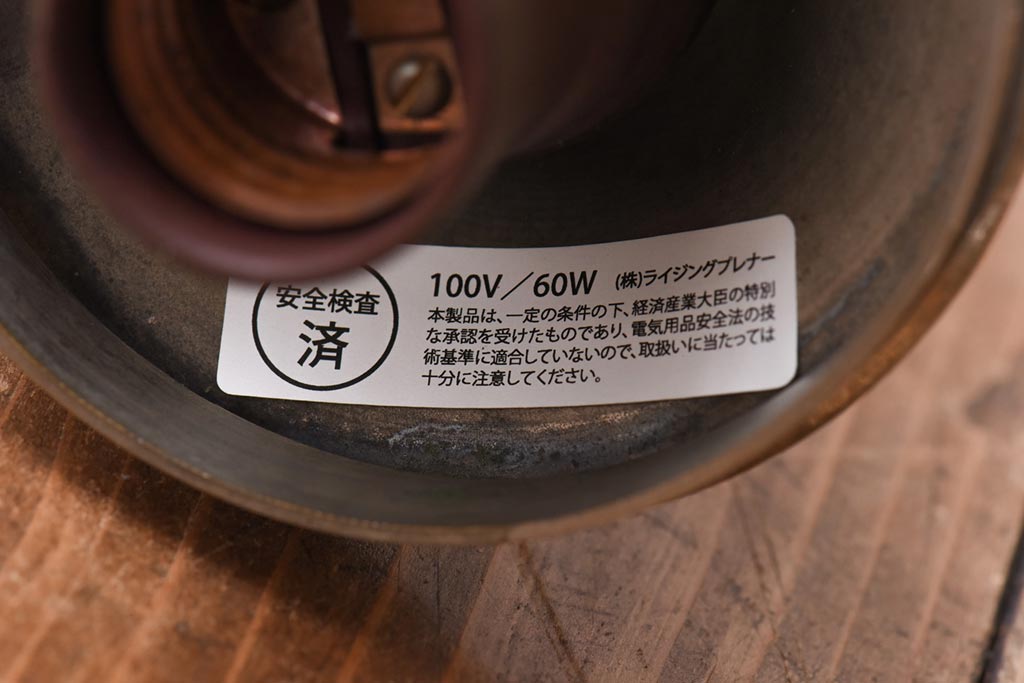 安全検査
済
100V／60W (株)ライジングプレナー
本製品は、一定の条件の下、経済産業大臣の特別
な承認を受けたものであり、電気用品安全法の技
術基準に適合していないので、取扱いに当たっては
十分に注意してください。